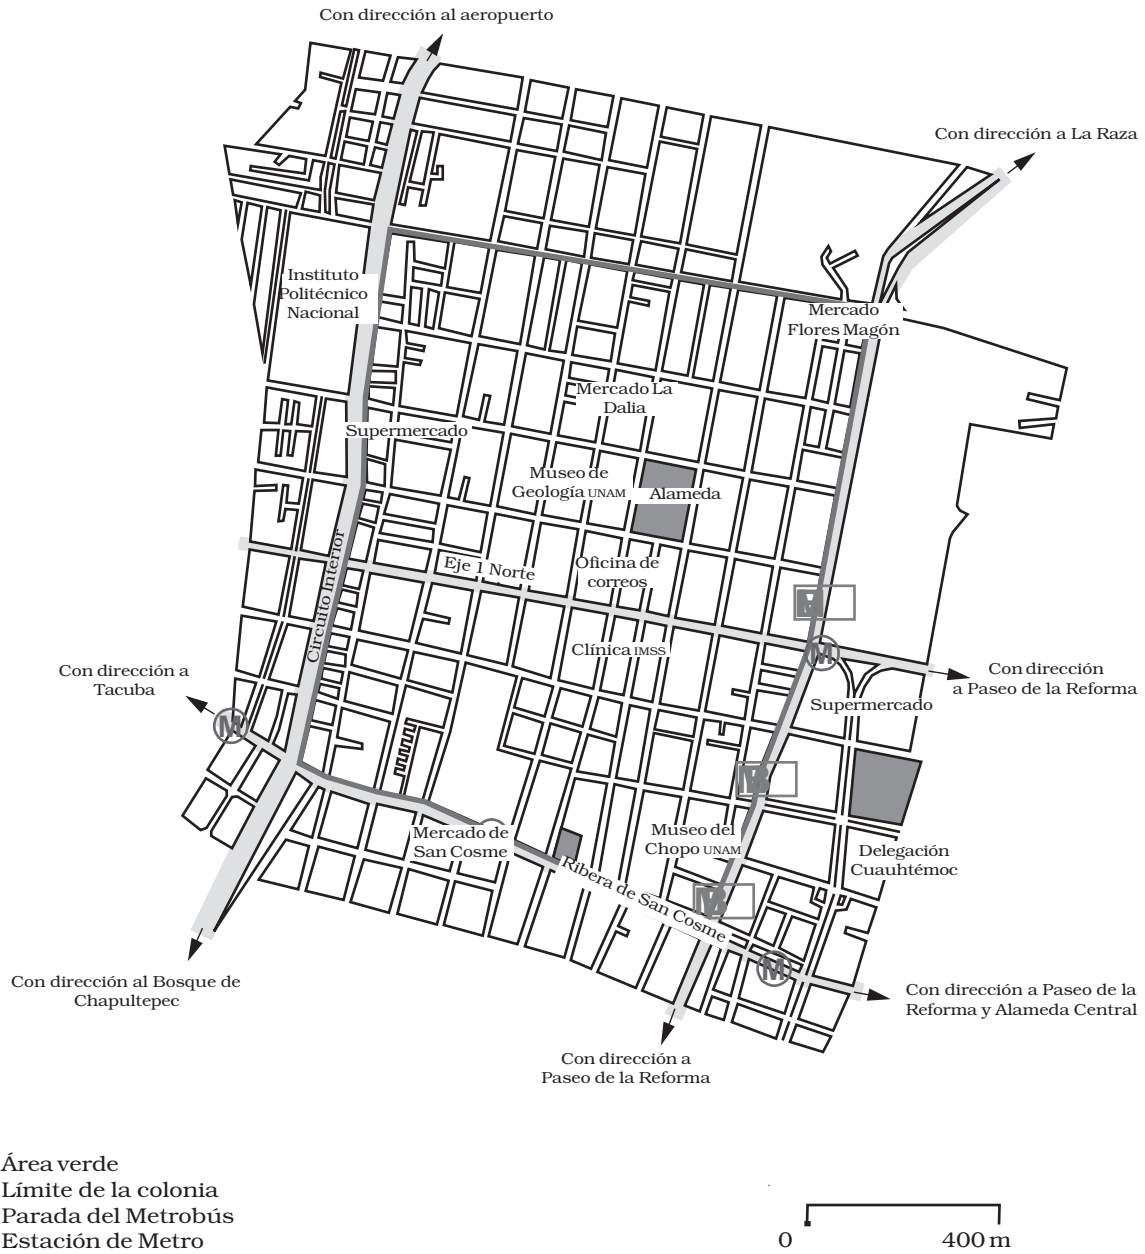 Con dirección al aeropuerto
Con dirección a La Raza
Instituto
Politécnico
Nacional
Mercado
Flores Magón
Mercado La
Dalia
Supermercado
Museo de
Geología UNAM
Alameda
Circuito Interior
Eje 1 Norte
Oficina de
correos
M
Clínica IMSS
M
Con dirección
a Paseo de la Reforma
Con dirección a
Tacuba
Supermercado
M
Mercado de
San Cosme
Museo del
Chopo UNAM
Delegación
Cuauhtémoc
Ribera de San Cosme
M
Con dirección al Bosque de
Chapultepec
Con dirección a Paseo de la
Reforma y Alameda Central
Con dirección a
Paseo de la Reforma
Área verde
Límite de la colonia
Parada del Metrobús
Estación de Metro
0 400 m